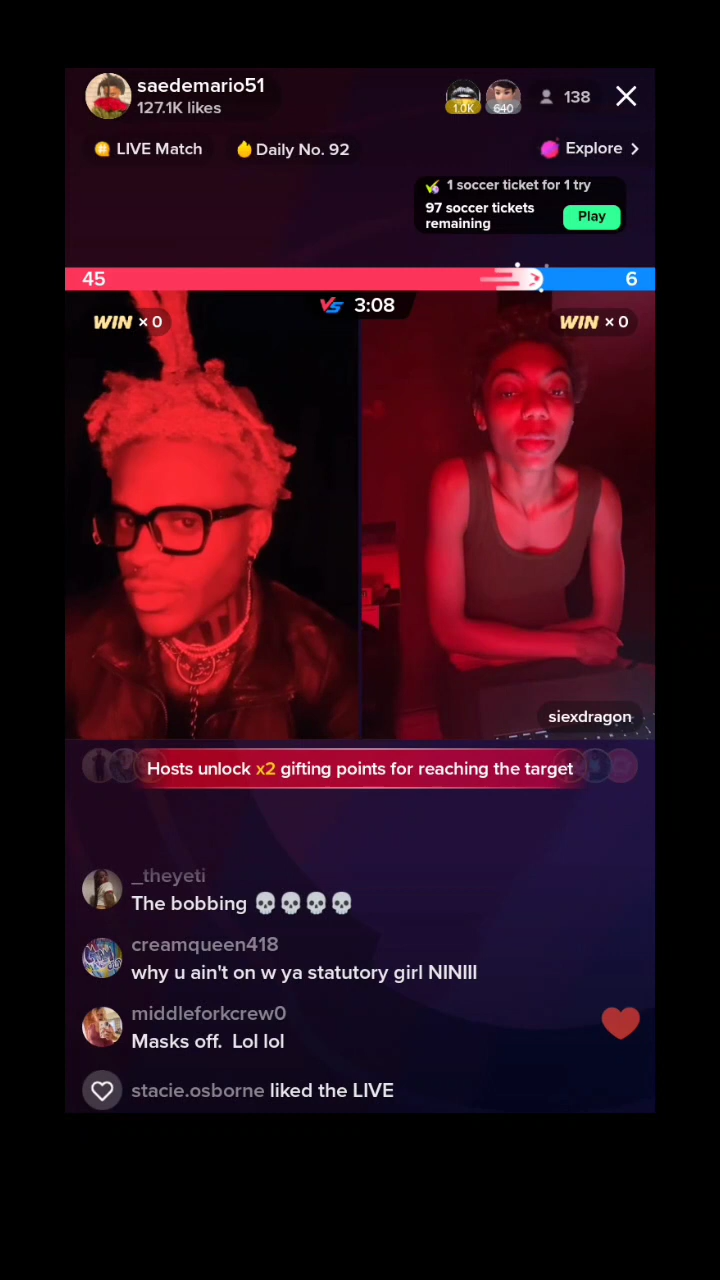 saedemario51
127.1K likes
1.0K
640
138
LIVE Match
Daily No. 92
Explore
1 soccer ticket for 1 try
97 soccer tickets
remaining
Play
45
6
VS 3:08
WIN × 0
WIN × 0
siexdragon
Hosts unlock x2 gifting points for reaching the target
_theyeti
The bobbing 💀💀💀💀
creamqueen418
why u ain't on w ya statutory girl NINIII
middleforkcrew0
Masks off. Lol lol
stacie.osborne liked the LIVE